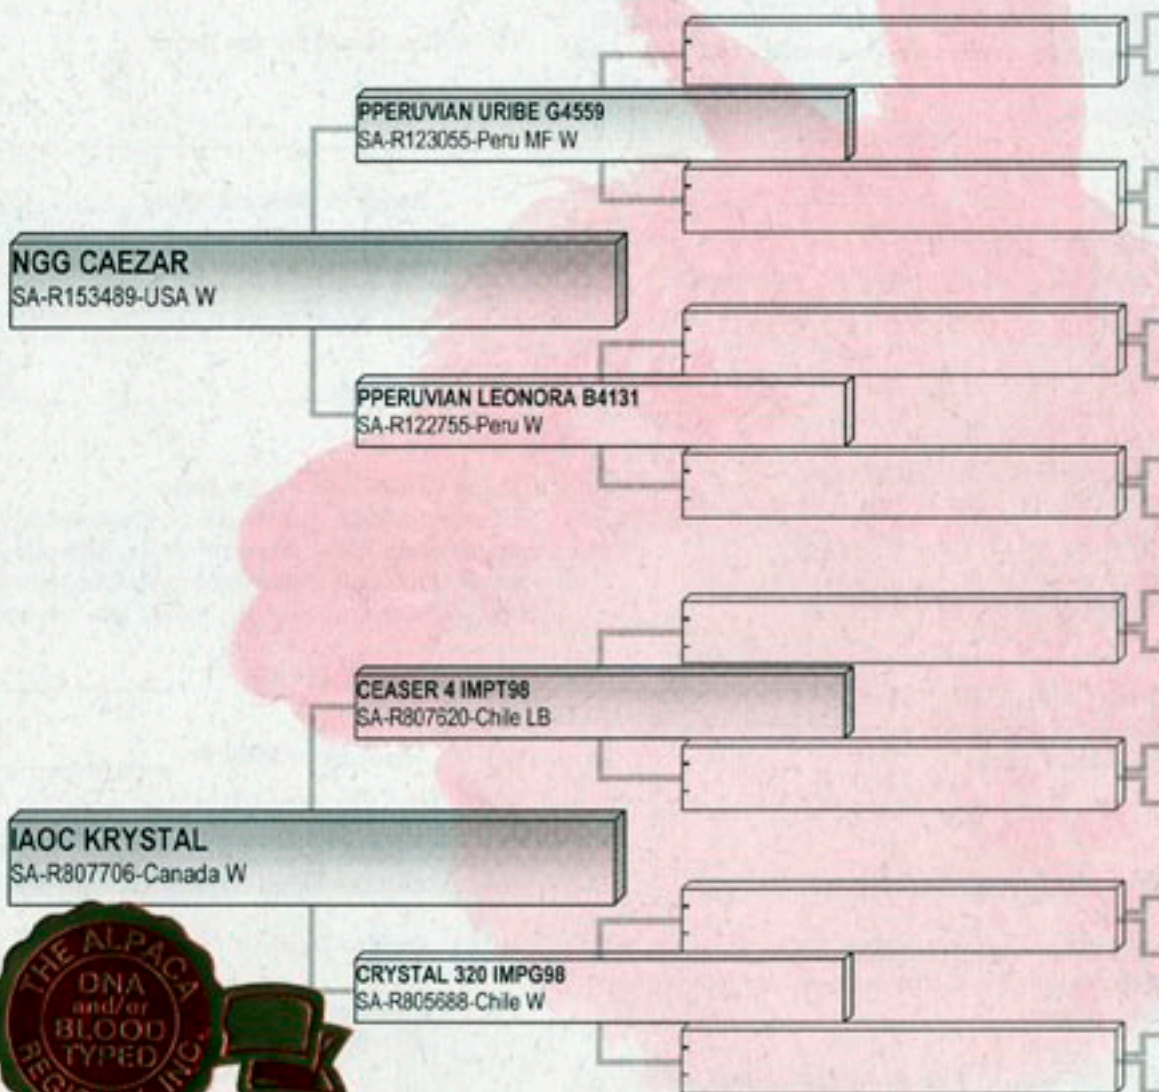 PPERUVIAN URIBE G4559
SA-R123055-Peru MF W
NGG CAEZAR
SA-R153489-USA W
PPERUVIAN LEONORA B4131
SA-R122755-Peru W
CEASER 4 IMPT98
SA-R807620-Chile LB
IAOC KRYSTAL
SA-R807706-Canada W
CRYSTAL 320 IMPG98
SA-R805688-Chile W
THE ALPACA
REGISTRY INC.
DNA
and/or
BLOOD
TYPED